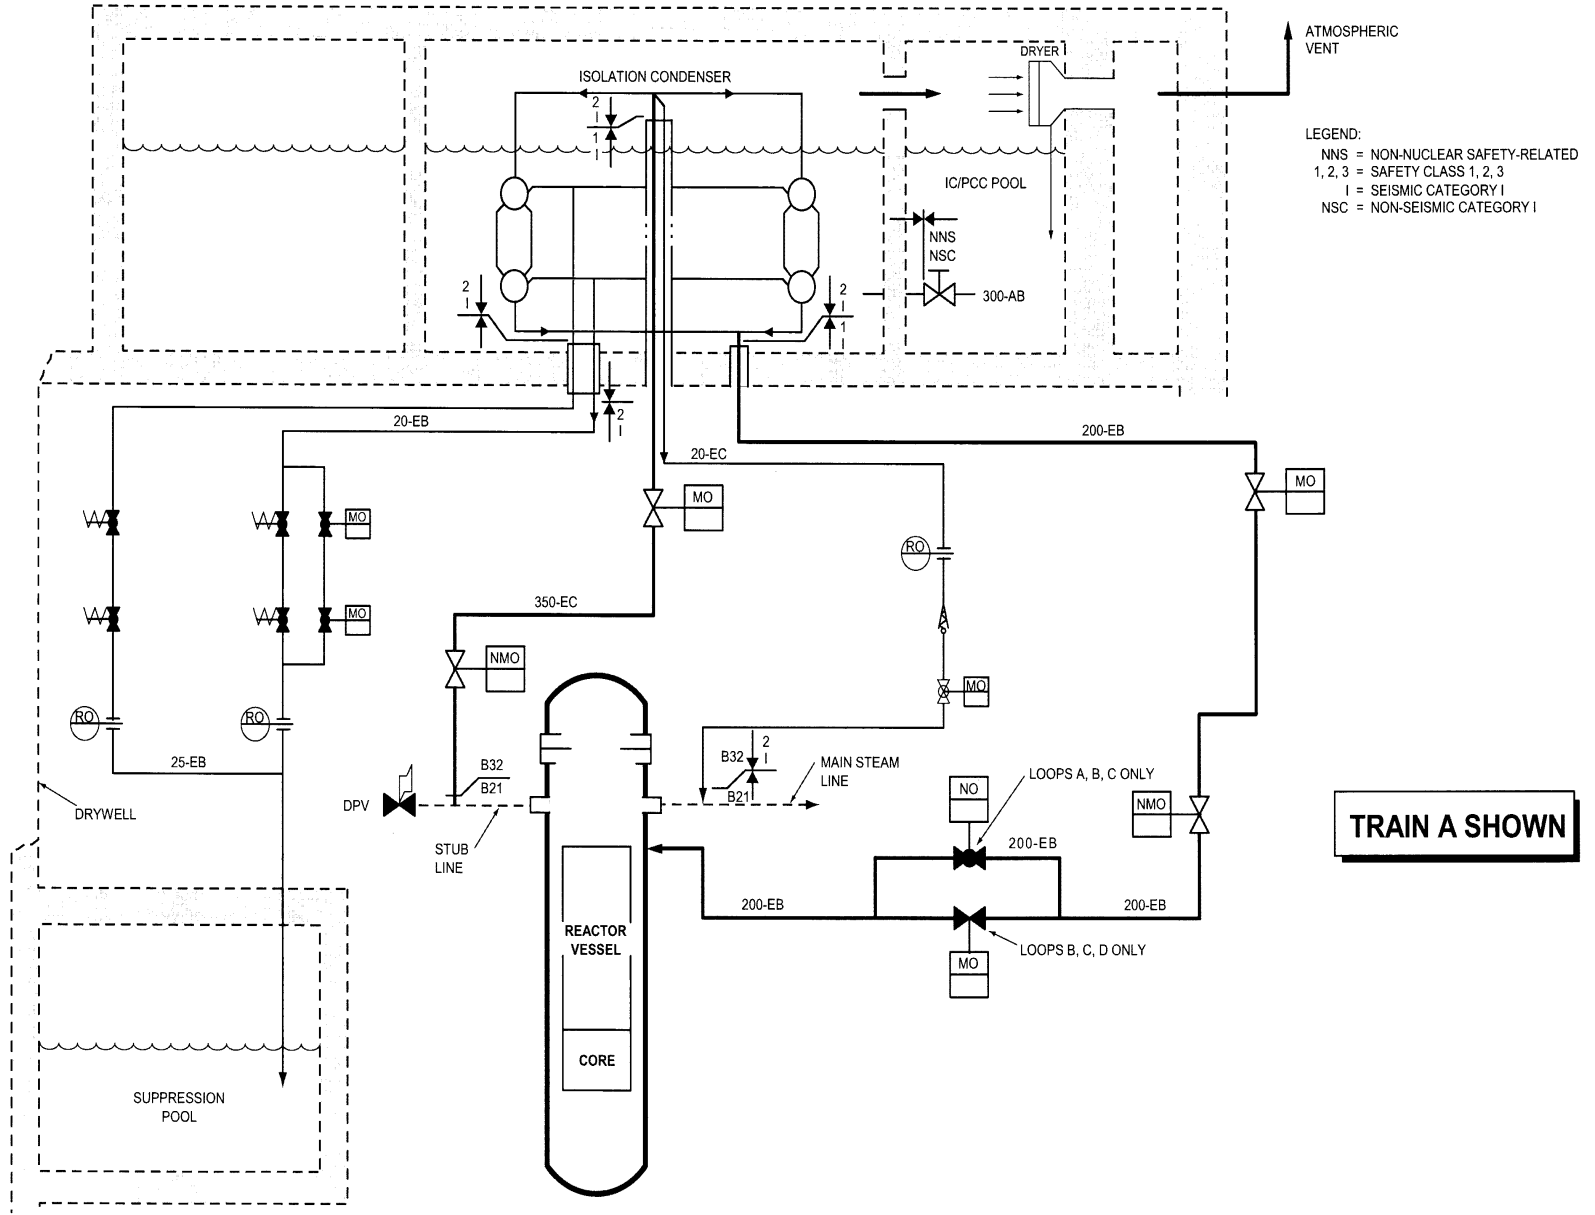 ATMOSPHERIC
VENT
DRYER
ISOLATION CONDENSER
LEGEND:
NNS = NON-NUCLEAR SAFETY-RELATED
1, 2, 3 = SAFETY CLASS 1, 2, 3
I = SEISMIC CATEGORY I
NSC = NON-SEISMIC CATEGORY I
2
I
1
I
IC/PCC POOL
NNS
NSC
300-AB
2
I
2
I
1
I
2
I
20-EB
200-EB
20-EC
MO
MO
MO
MO
RO
350-EC
MO
NMO
MO
RO
RO
25-EB
B32
B21
B32
2
I
B21
MAIN STEAM
LINE
DPV
DRYWELL
STUB
LINE
LOOPS A, B, C ONLY
NO
NMO
200-EB
TRAIN A SHOWN
200-EB
200-EB
REACTOR
VESSEL
LOOPS B, C, D ONLY
MO
CORE
SUPPRESSION
POOL